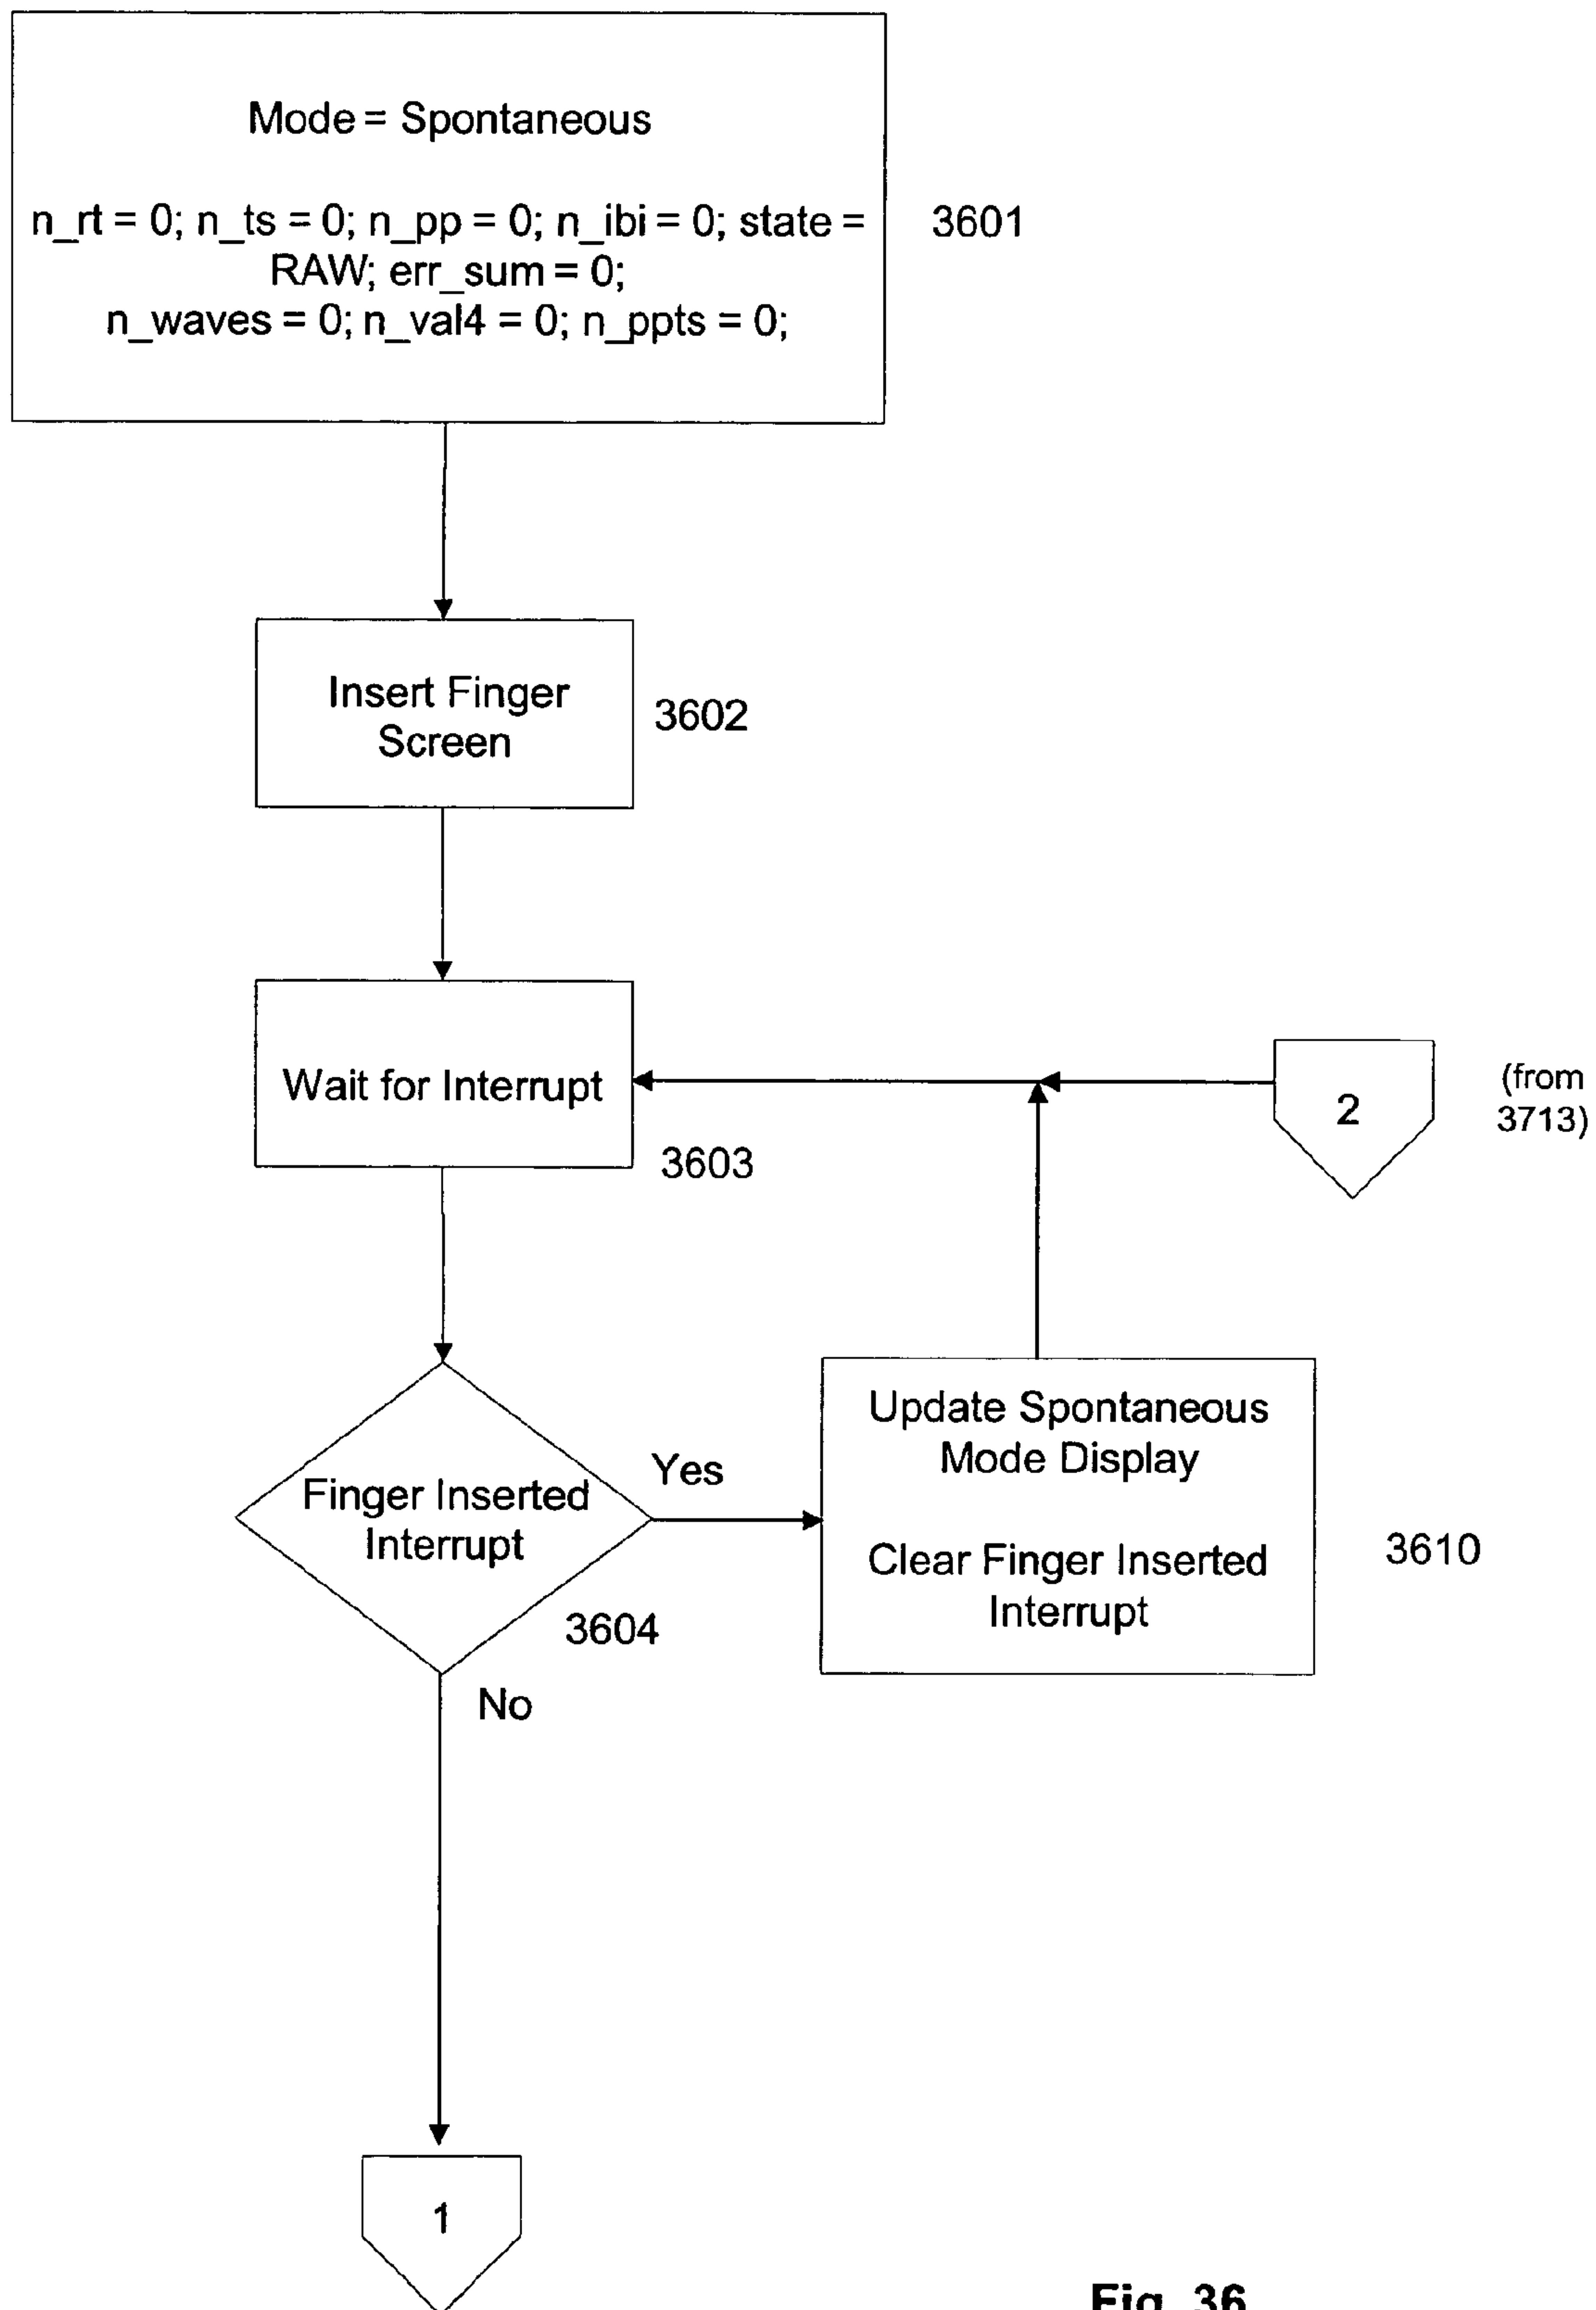 Mode = Spontaneous
n_rt = 0; n_ts = 0; n_pp = 0; n_ibi = 0; state =
RAW; err_sum = 0;
n_waves = 0; n_val4 = 0; n_ppts = 0;
3601
Insert Finger
Screen
3602
Wait for Interrupt
3603
2
(from
3713)
Finger Inserted
Interrupt
3604
Yes
Update Spontaneous
Mode Display
Clear Finger Inserted
Interrupt
3610
No
1
Fig. 36